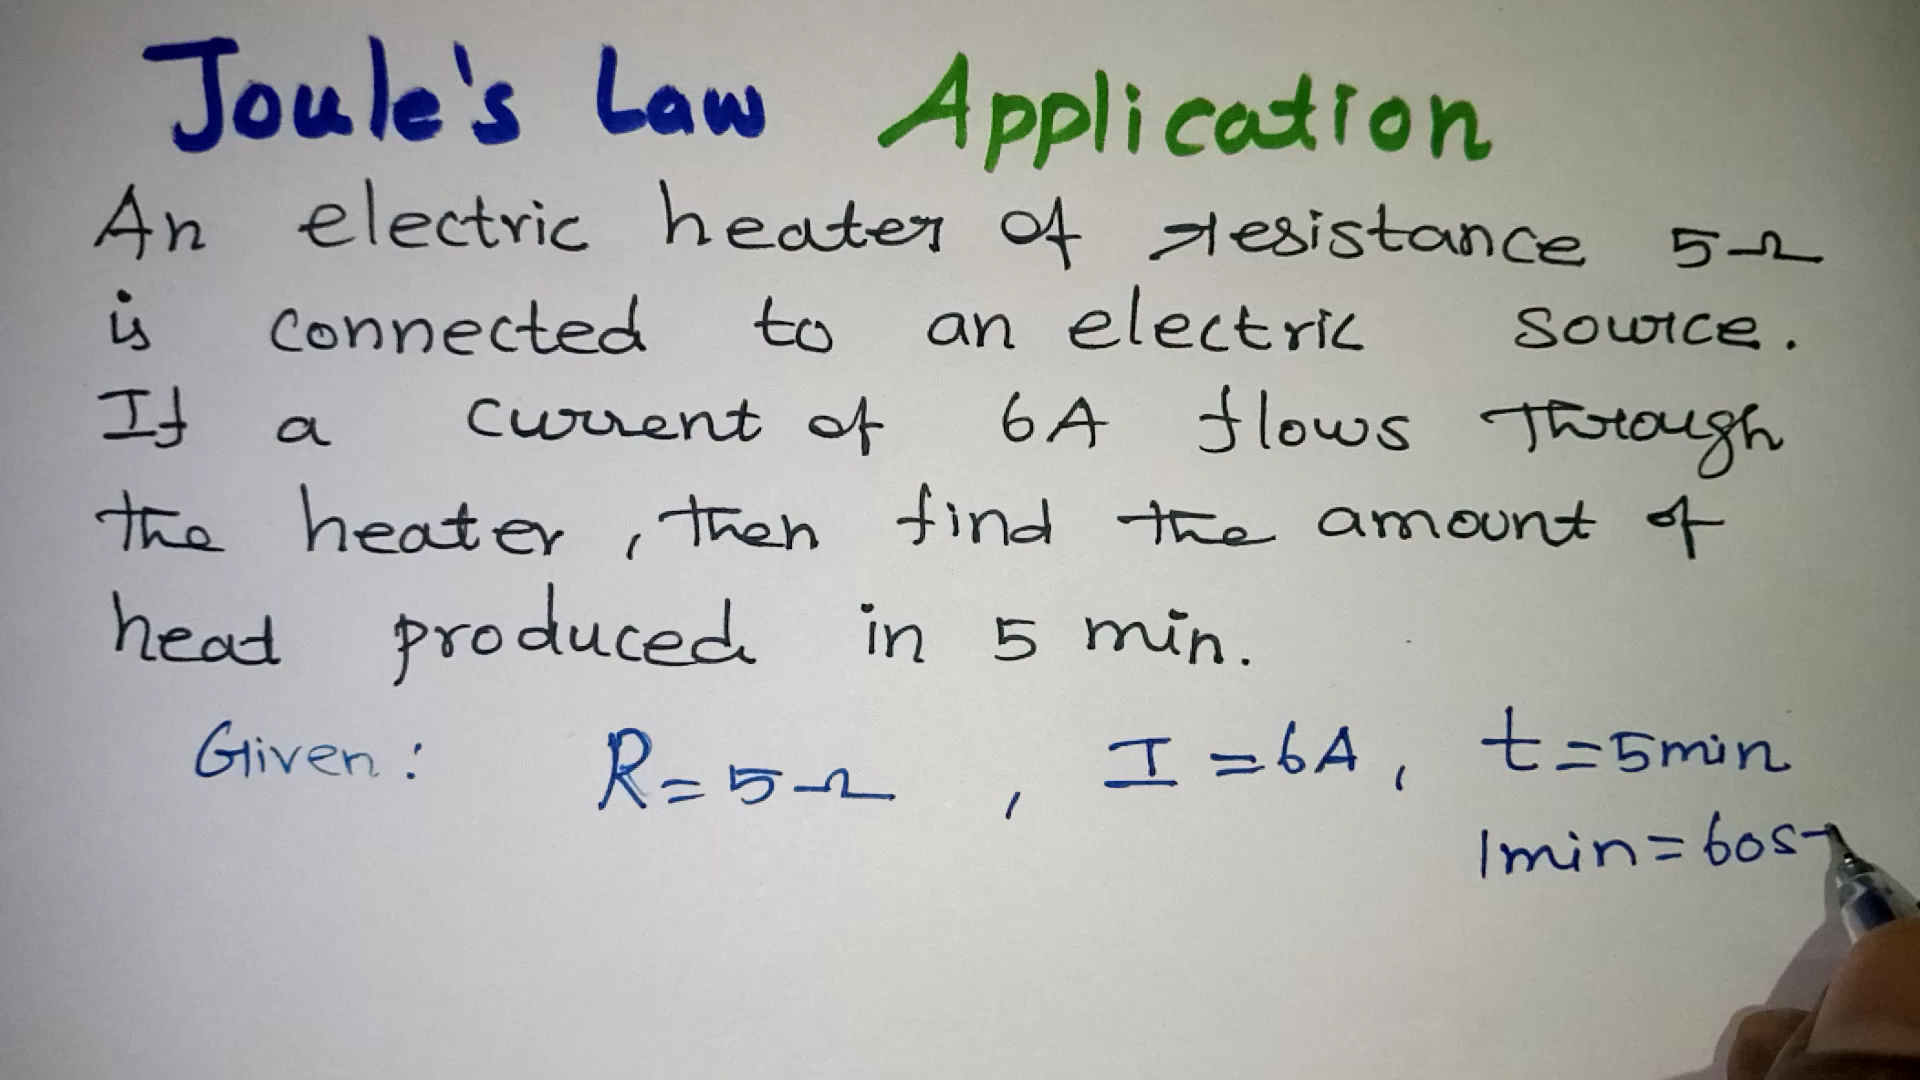 Joule's Law Application
An electric heater of resistance 5Ω
is connected to an electric source.
If a current of 6A flows Through
the heater, then find the amount of
heat produced in 5 min.
Given: R=5Ω, I=6A, t=5min
1min=60s